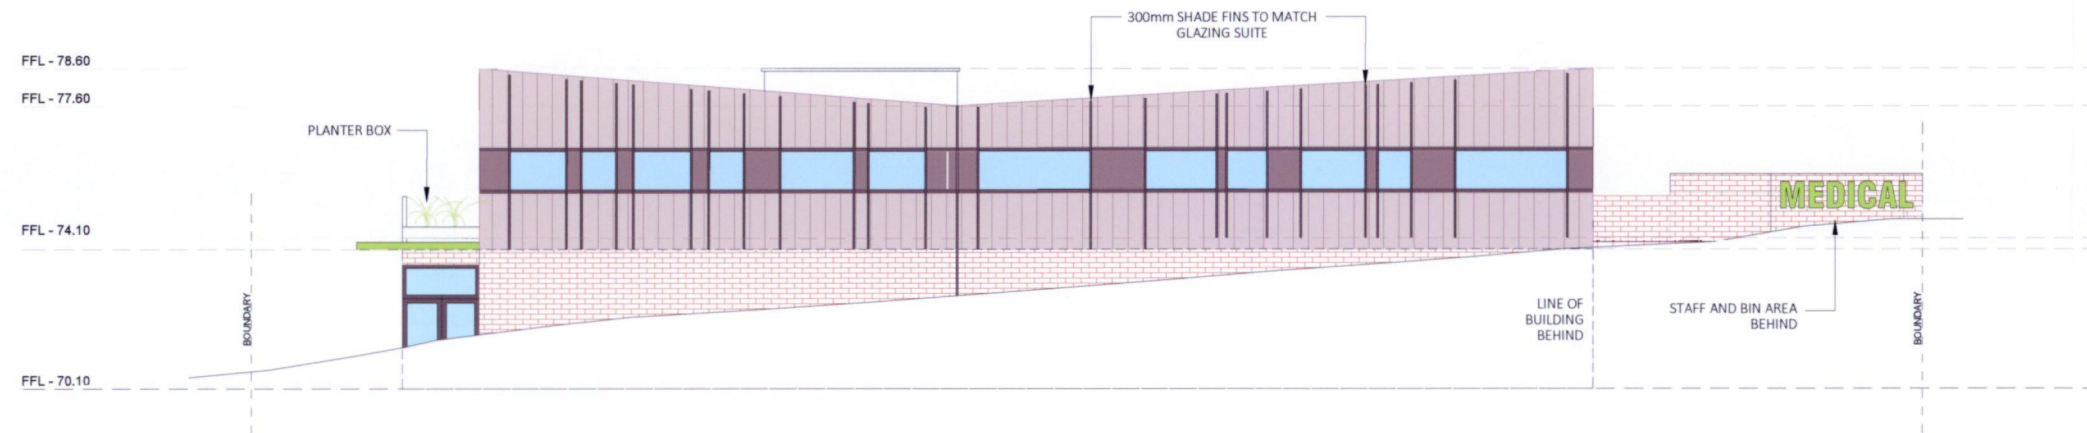 300mm SHADE FINS TO MATCH
GLAZING SUITE
FFL - 78.60
FFL - 77.60
PLANTER BOX
MEDICAL
FFL - 74.10
BOUNDARY
LINE OF
BUILDING
BEHIND
STAFF AND BIN AREA
BEHIND
BOUNDARY
FFL - 70.10